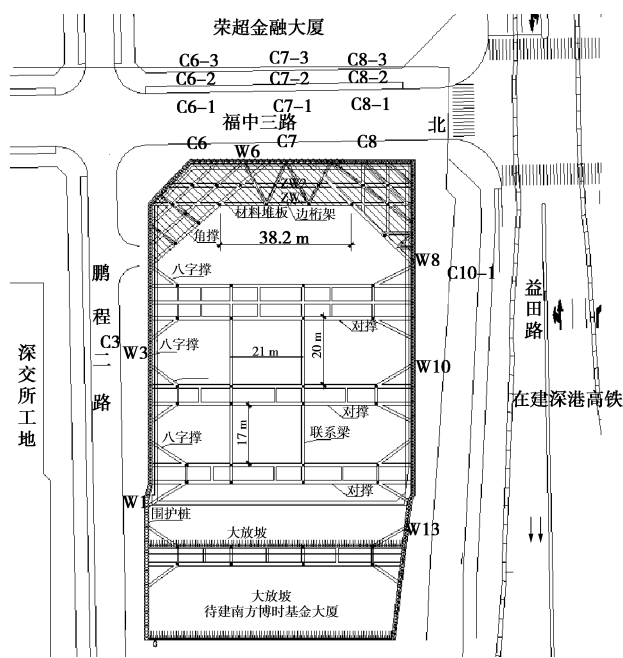 荣超金融大厦
C6-3 C7-3 C8-3
C6-2 C7-2 C8-2
C6-1 C7-1 C8-1
福中三路 北
C6 C7 C8
W6
材料堆板 边桁架
角撑 38.2 m
W8
八字撑 C10-1
鹏程二路
益田路
对撑
C3 W3 八字撑 21 m 20 m
W10
深交所工地
在建深港高铁
对撑
八字撑 17 m 联系梁
对撑
W1
围护桩
大放坡 W13
大放坡
待建南方博时基金大厦